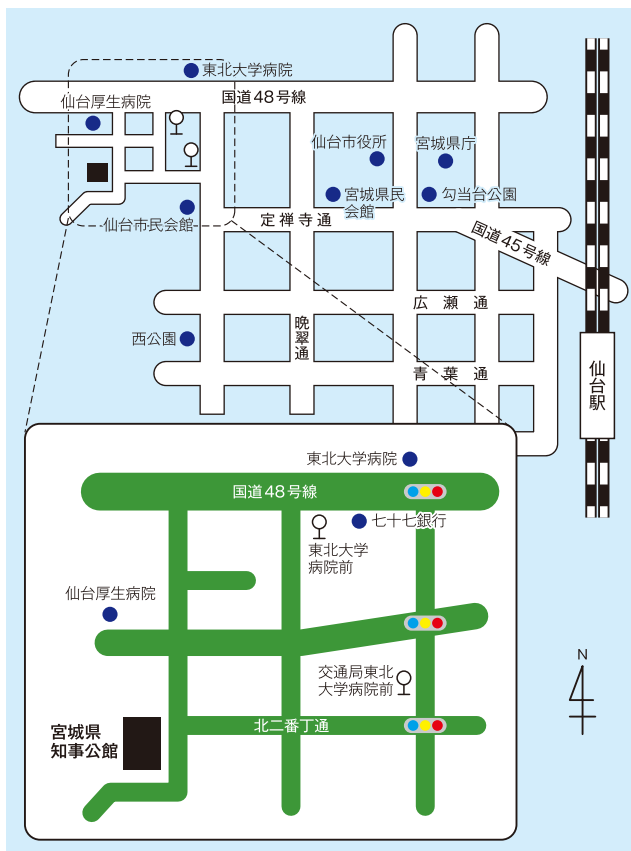 東北大学病院
国道48号線
仙台厚生病院
仙台市役所
宮城県庁
宮城県民
会館
勾当台公園
仙台市民会館
定禅寺通
国道45号線
広瀬通
晩翠通
西公園
青葉通
仙台駅
東北大学病院
国道48号線
七十七銀行
東北大学
病院前
仙台厚生病院
交通局東北
大学病院前
北二番丁通
宮城県
知事公館
N